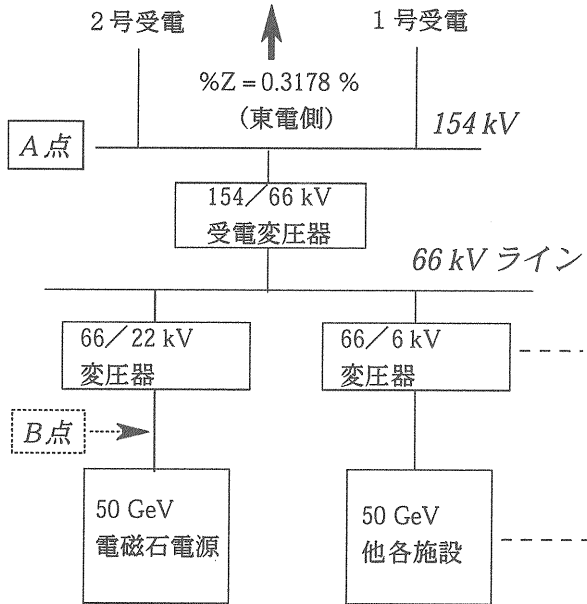 2号受電
1号受電
%Z = 0.3178 %
(東電側)
154 kV
A点
154／66 kV
受電変圧器
66 kV ライン
66／22 kV
変圧器
66／6 kV
変圧器
B点
50 GeV
電磁石電源
50 GeV
他各施設